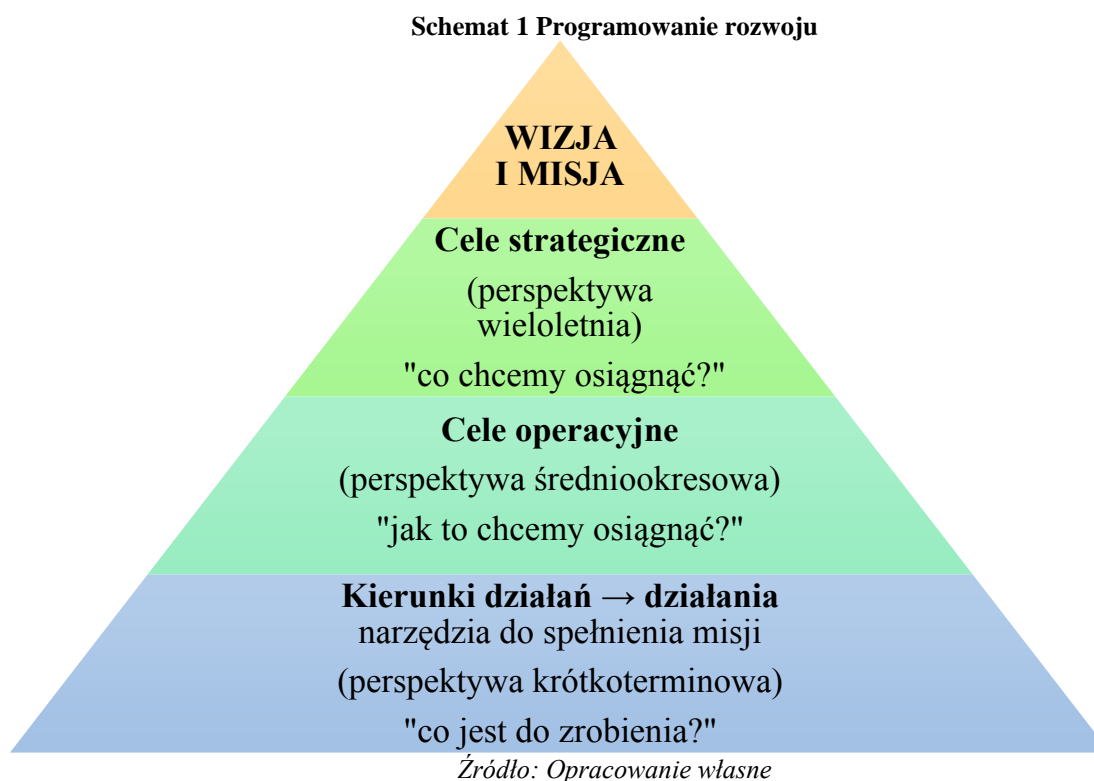 Schemat 1 Programowanie rozwoju
WIZJA
I MISJA
Cele strategiczne
(perspektywa
wieloletnia)
"co chcemy osiągnąć?"
Cele operacyjne
(perspektywa średniookresowa)
"jak to chcemy osiągnąć?"
Kierunki działań → działania
narzędzia do spełnienia misji
(perspektywa krótkoterminowa)
"co jest do zrobienia?"
Źródło: Opracowanie własne